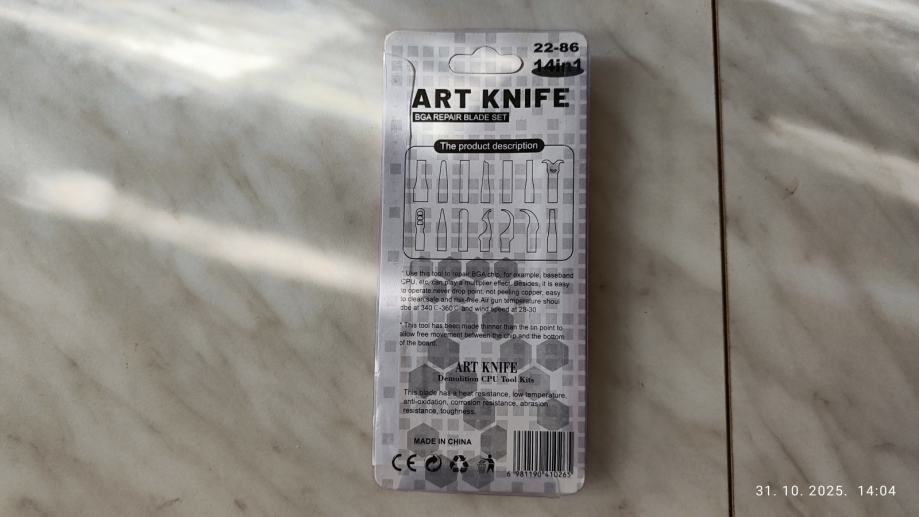 22-86
14in1
ART KNIFE
BGA REPAIR BLADE SET
The product description
* Use this tool to repair BGA chip, for example, baseband
CPU, etc, can play a multiplier effect. Besides, it is easy
to operate,never drop point, not peeling copper, easy
to clean,safe and risk-free.Air gun temperature shoul
dbe at 340℃-360℃ and wind speed at 28-30
* This tool has been made thinner than the tin point to
allow free movement between the chip and the bottom
of the board.
ART KNIFE
Demolition CPU Tool Kits
This blade has a heat resistance, low temperature,
anti-oxidation, corrosion resistance, abrasion
resistance, toughness.
MADE IN CHINA
CE
6 981190 410265
31. 10. 2025. 14:04